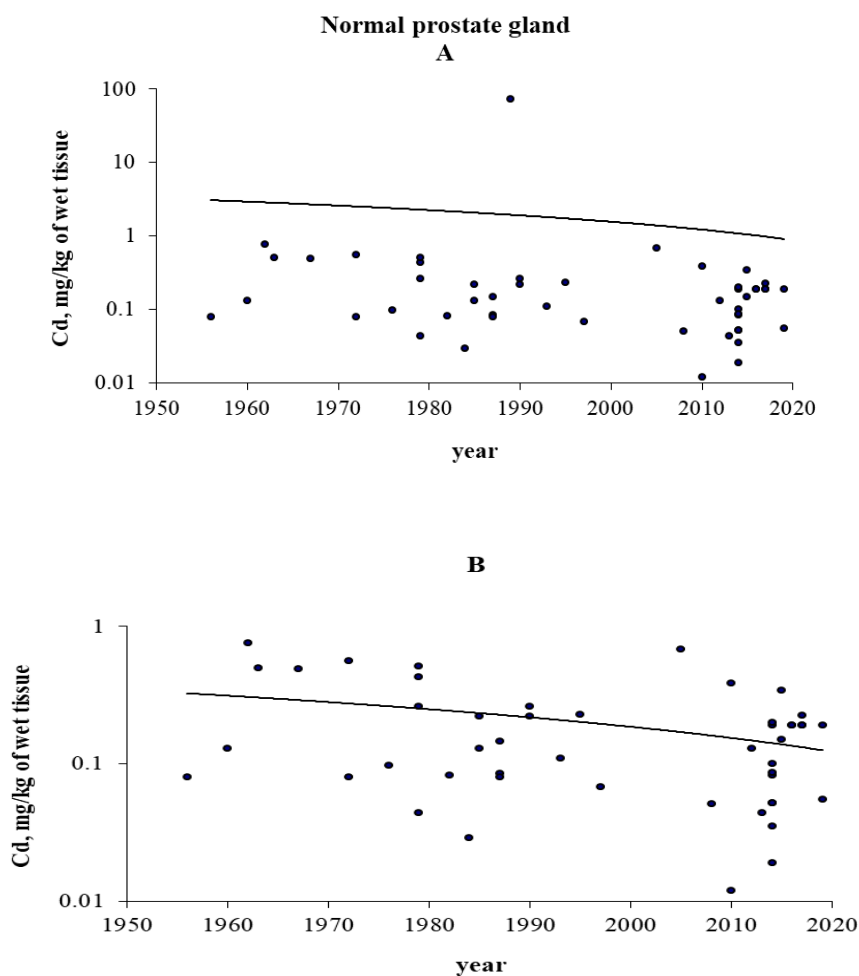 Normal prostate gland
A
Cd, mg/kg of wet tissue
100
10
1
0.1
0.01
1950 1960 1970 1980 1990 2000 2010 2020
year
B
Cd, mg/kg of wet tissue
1
0.1
0.01
1950 1960 1970 1980 1990 2000 2010 2020
year